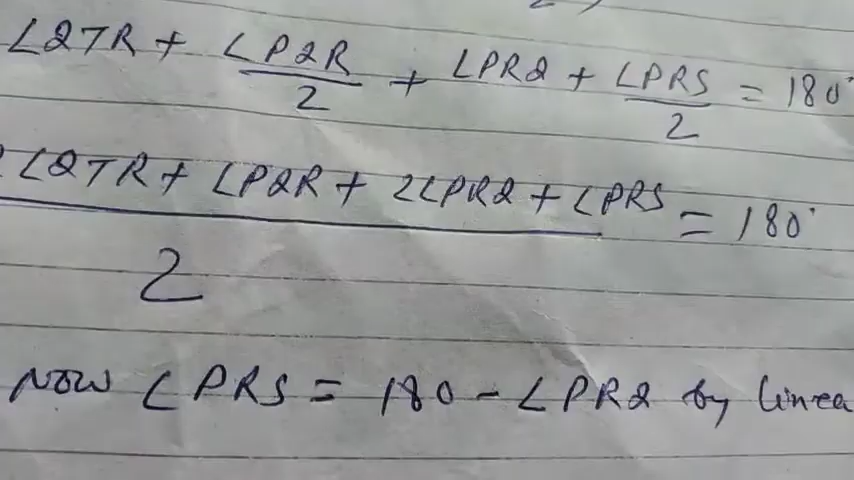 ∠QTR + ∠PQR/2 + ∠PRQ + ∠PRS/2 = 180°
2∠QTR + ∠PQR + 2∠PRQ + ∠PRS / 2 = 180°
Now ∠PRS = 180 - ∠PRQ by linea